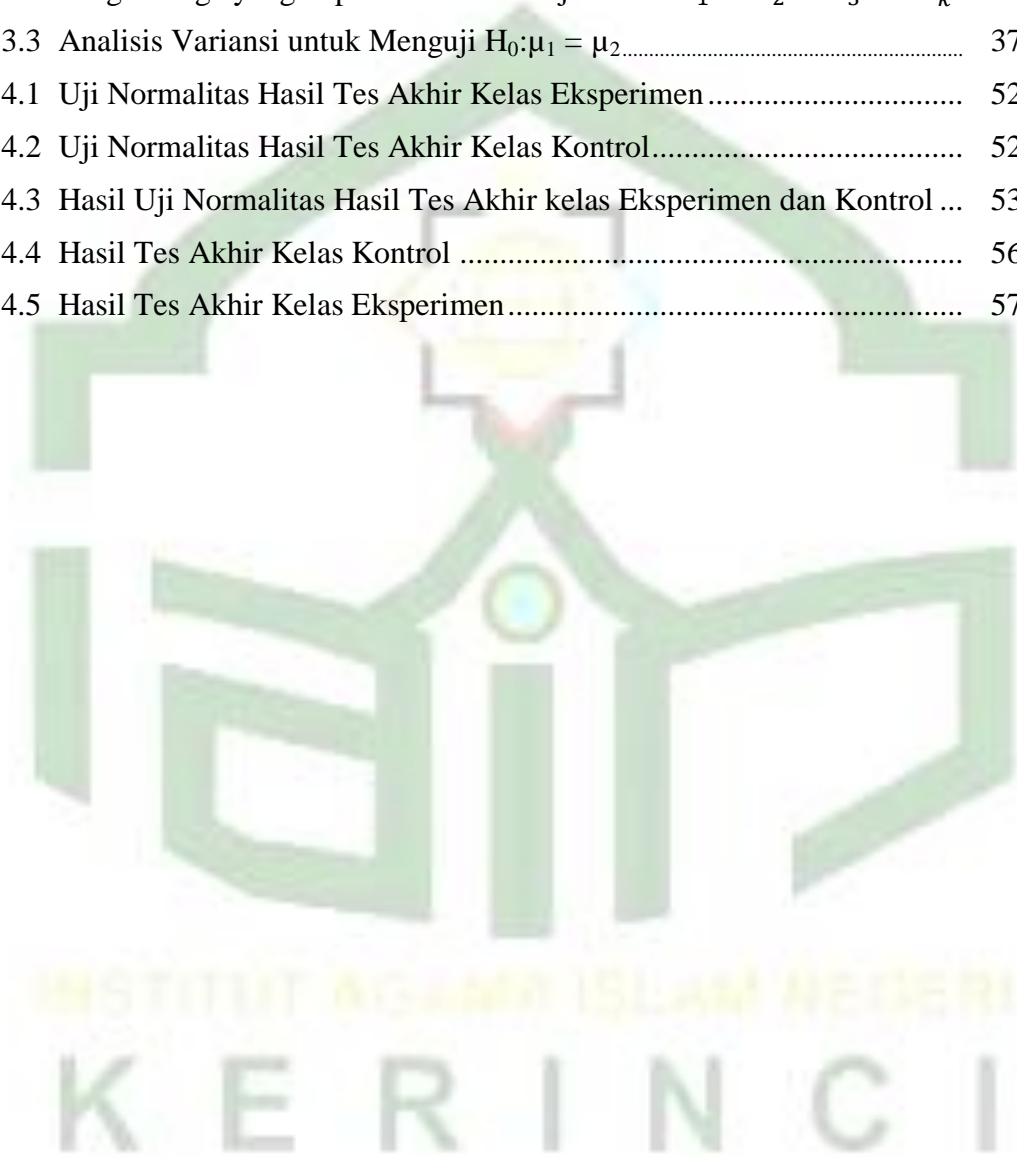 3.3 Analisis Variansi untuk Menguji H₀:µ₁ = µ₂ ........................ 37
4.1 Uji Normalitas Hasil Tes Akhir Kelas Eksperimen ............................ 52
4.2 Uji Normalitas Hasil Tes Akhir Kelas Kontrol .................................. 52
4.3 Hasil Uji Normalitas Hasil Tes Akhir kelas Eksperimen dan Kontrol ... 53
4.4 Hasil Tes Akhir Kelas Kontrol ............................................................ 56
4.5 Hasil Tes Akhir Kelas Eksperimen ...................................................... 57
iain
INSTITUT AGAMA ISLAM NEGERI
KERINCI